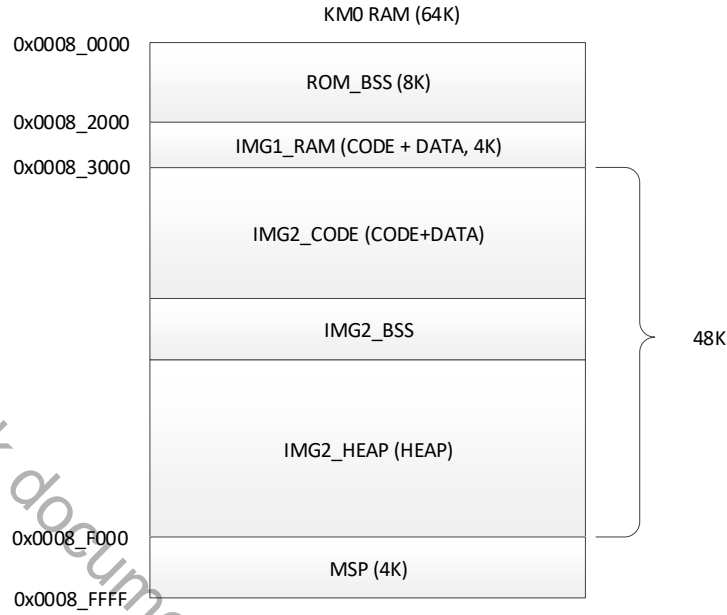 KM0 RAM (64K)
0x0008_0000
ROM_BSS (8K)
0x0008_2000
IMG1_RAM (CODE + DATA, 4K)
0x0008_3000
IMG2_CODE (CODE+DATA)
IMG2_BSS
48K
IMG2_HEAP (HEAP)
0x0008_F000
MSP (4K)
0x0008_FFFF